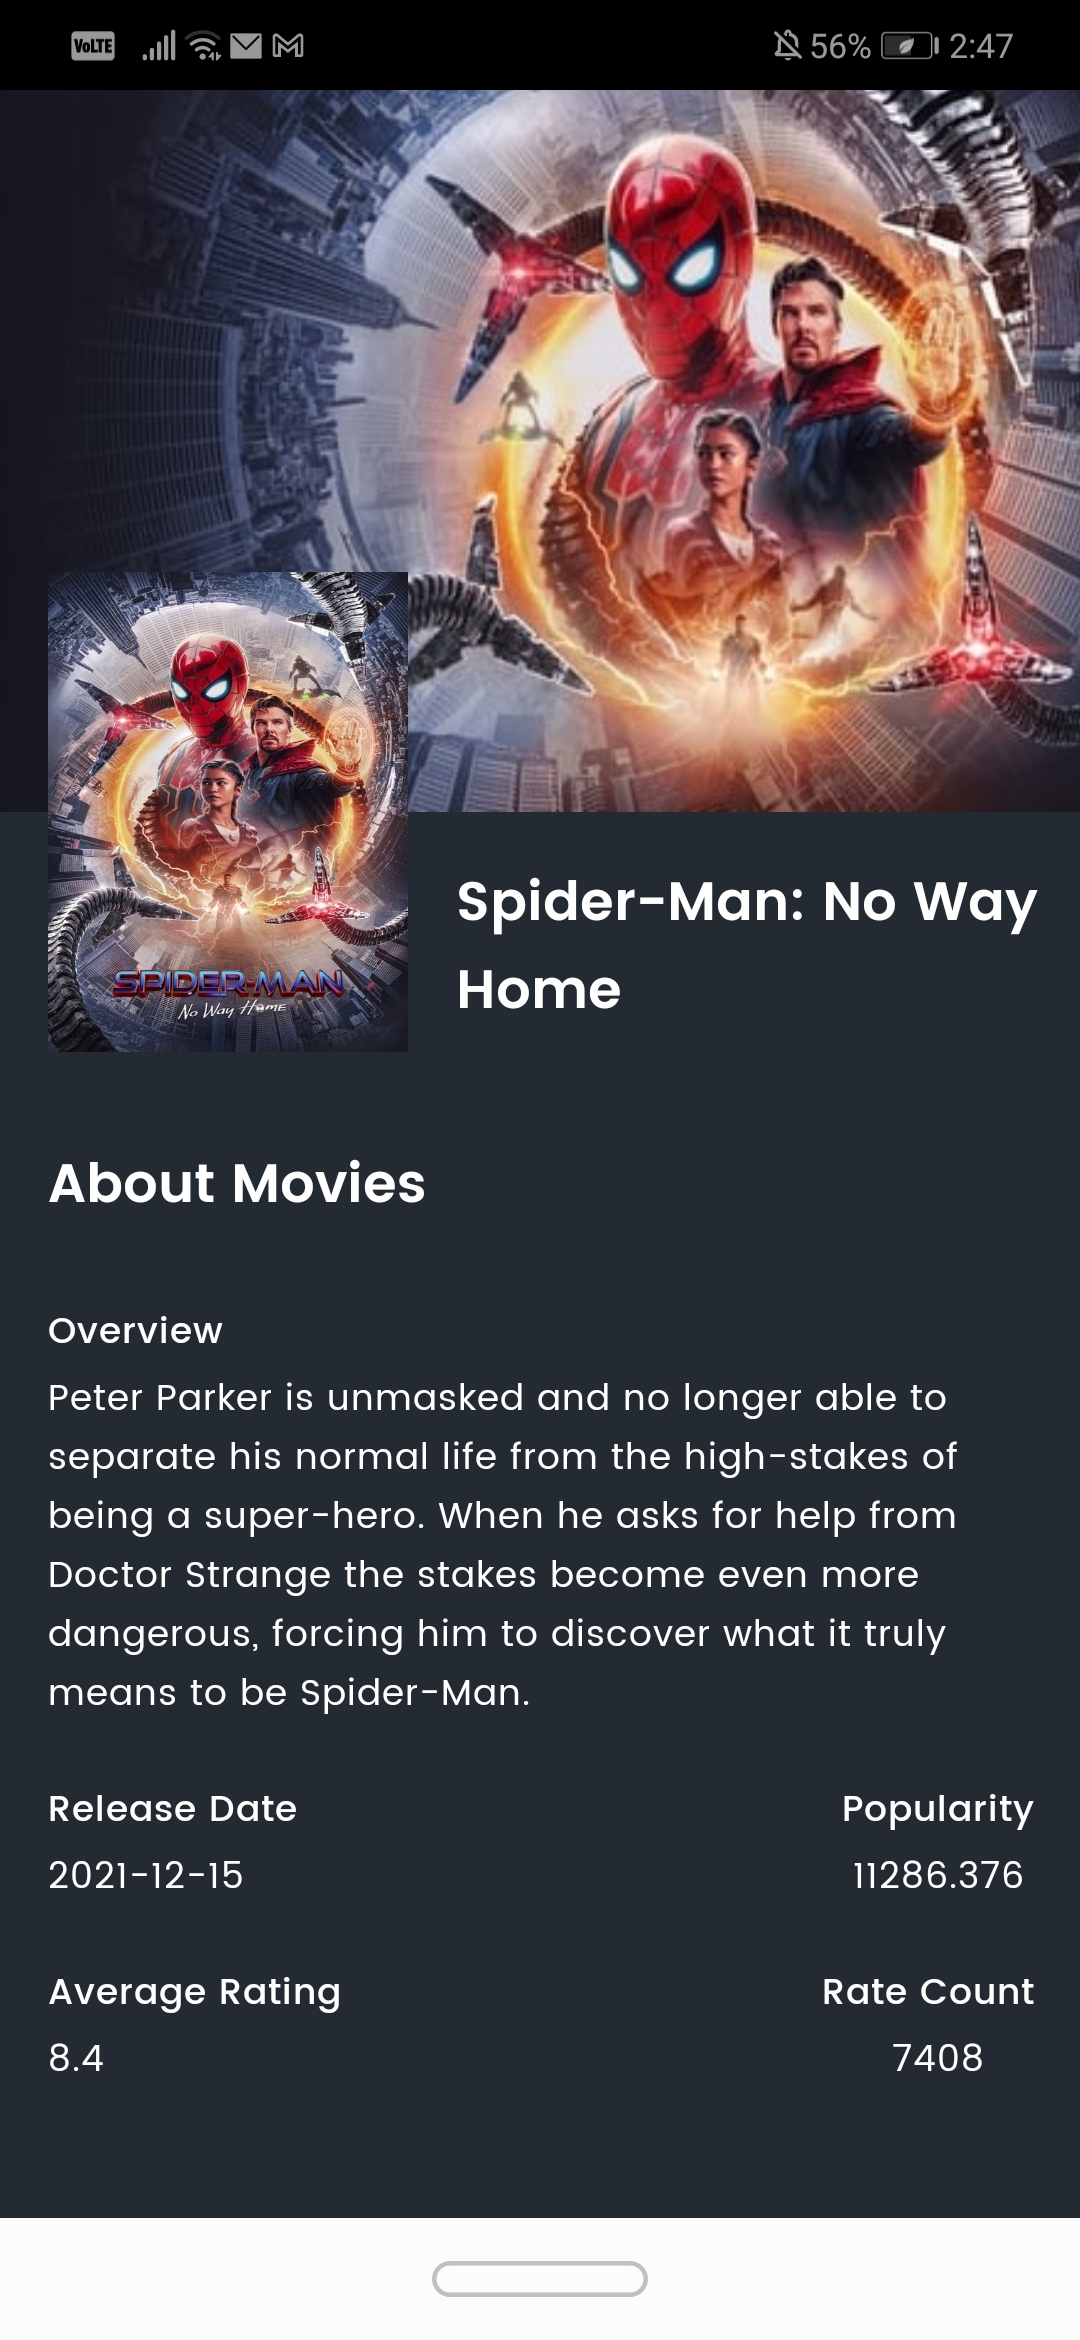 VoLTE
56% 2:47
SPIDER-MAN
No Way Home
Spider-Man: No Way
Home
About Movies
Overview
Peter Parker is unmasked and no longer able to
separate his normal life from the high-stakes of
being a super-hero. When he asks for help from
Doctor Strange the stakes become even more
dangerous, forcing him to discover what it truly
means to be Spider-Man.
Release Date Popularity
2021-12-15 11286.376
Average Rating Rate Count
8.4 7408